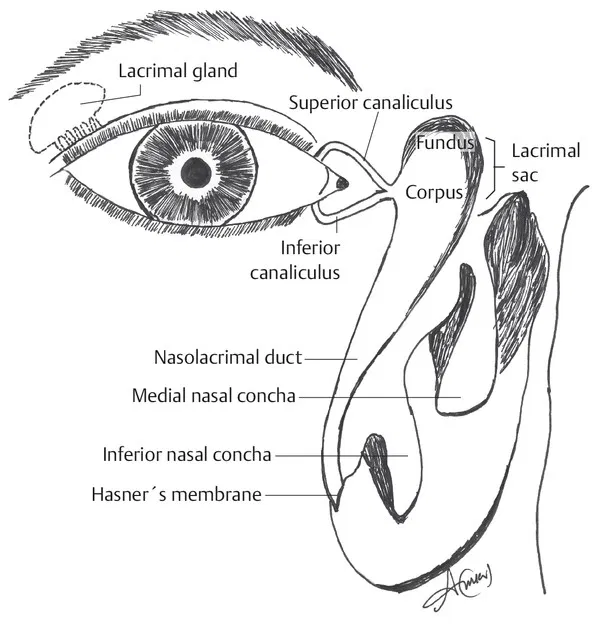 Lacrimal gland
Superior canaliculus
Fundus
Lacrimal
sac
Corpus
Inferior
canaliculus
Nasolacrimal duct
Medial nasal concha
Inferior nasal concha
Hasner´s membrane